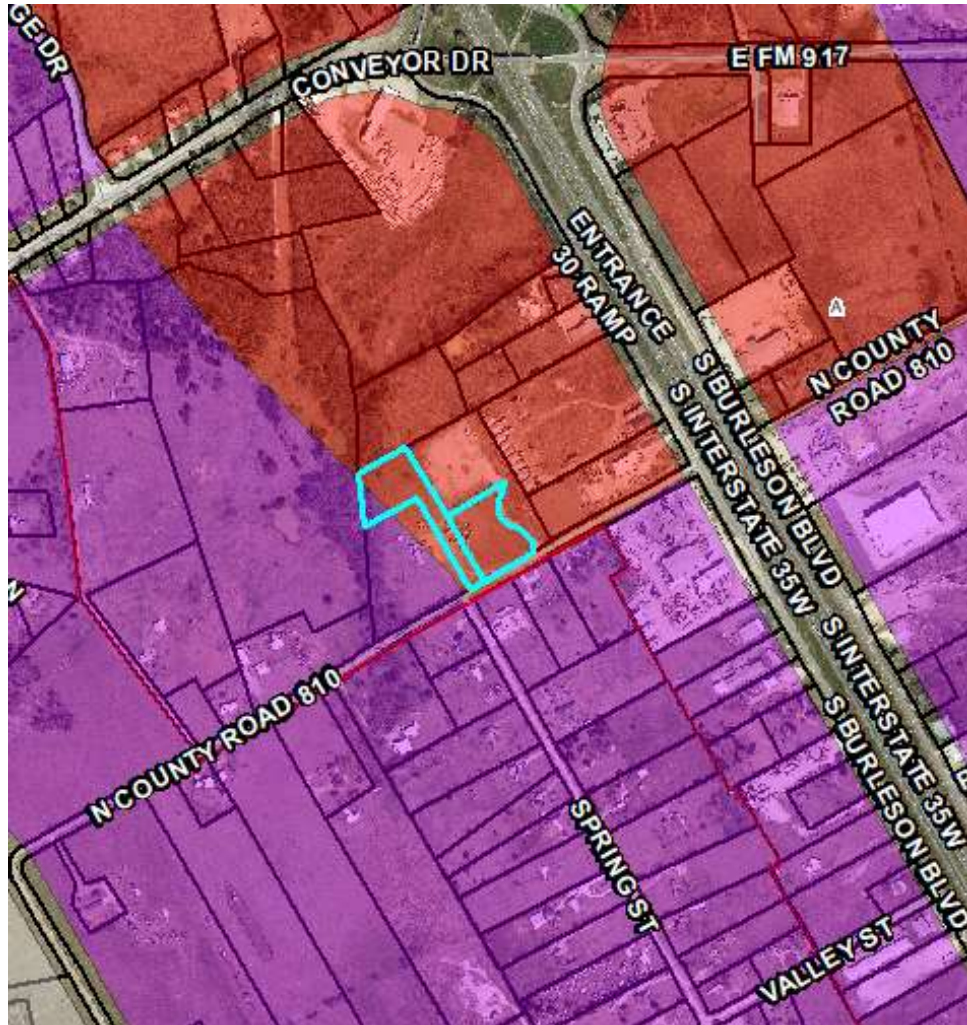 GE DR
CONVEYOR DR
E FM 917
ENTRANCE
30 RAMP
A
N COUNTY
ROAD 810
S BURLESON BLVD
S INTERSTATE 35W
S INTERSTATE 35W
S BURLESON BLVD
N COUNTY ROAD 810
SPRING ST
VALLEY ST